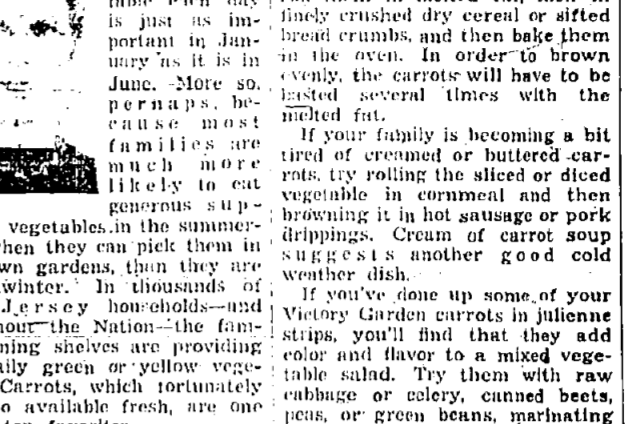 is just as im-
portant in Jan-
uary as it is in
June. More so,
perhaps, be-
cause most
families are
much more
likely to eat
generous sup-
vegetables in the summer-
they can pick them in
gardens, than they are
winter. In thousands of
Jersey households—and
the Nation—the fam-
shelves are providing
green or yellow vege-
Carrots, which fortunately
available fresh, are one
finely crushed dry cereal or sifted
bread crumbs, and then bake them
in the oven. In order to brown
evenly, the carrots will have to be
basted several times with the
melted fat.
If your family is becoming a bit
tired of creamed or buttered car-
rots, try rolling the sliced or diced
vegetable in cornmeal and then
browning it in hot sausage or pork
drippings. Cream of carrot soup
suggests another good cold
weather dish.
If you've done up some of your
Victory Garden carrots in julienne
strips, you'll find that they add
color and flavor to a mixed vege-
table salad. Try them with raw
cabbage or celery, canned beets,
peas, or green beans, marinating